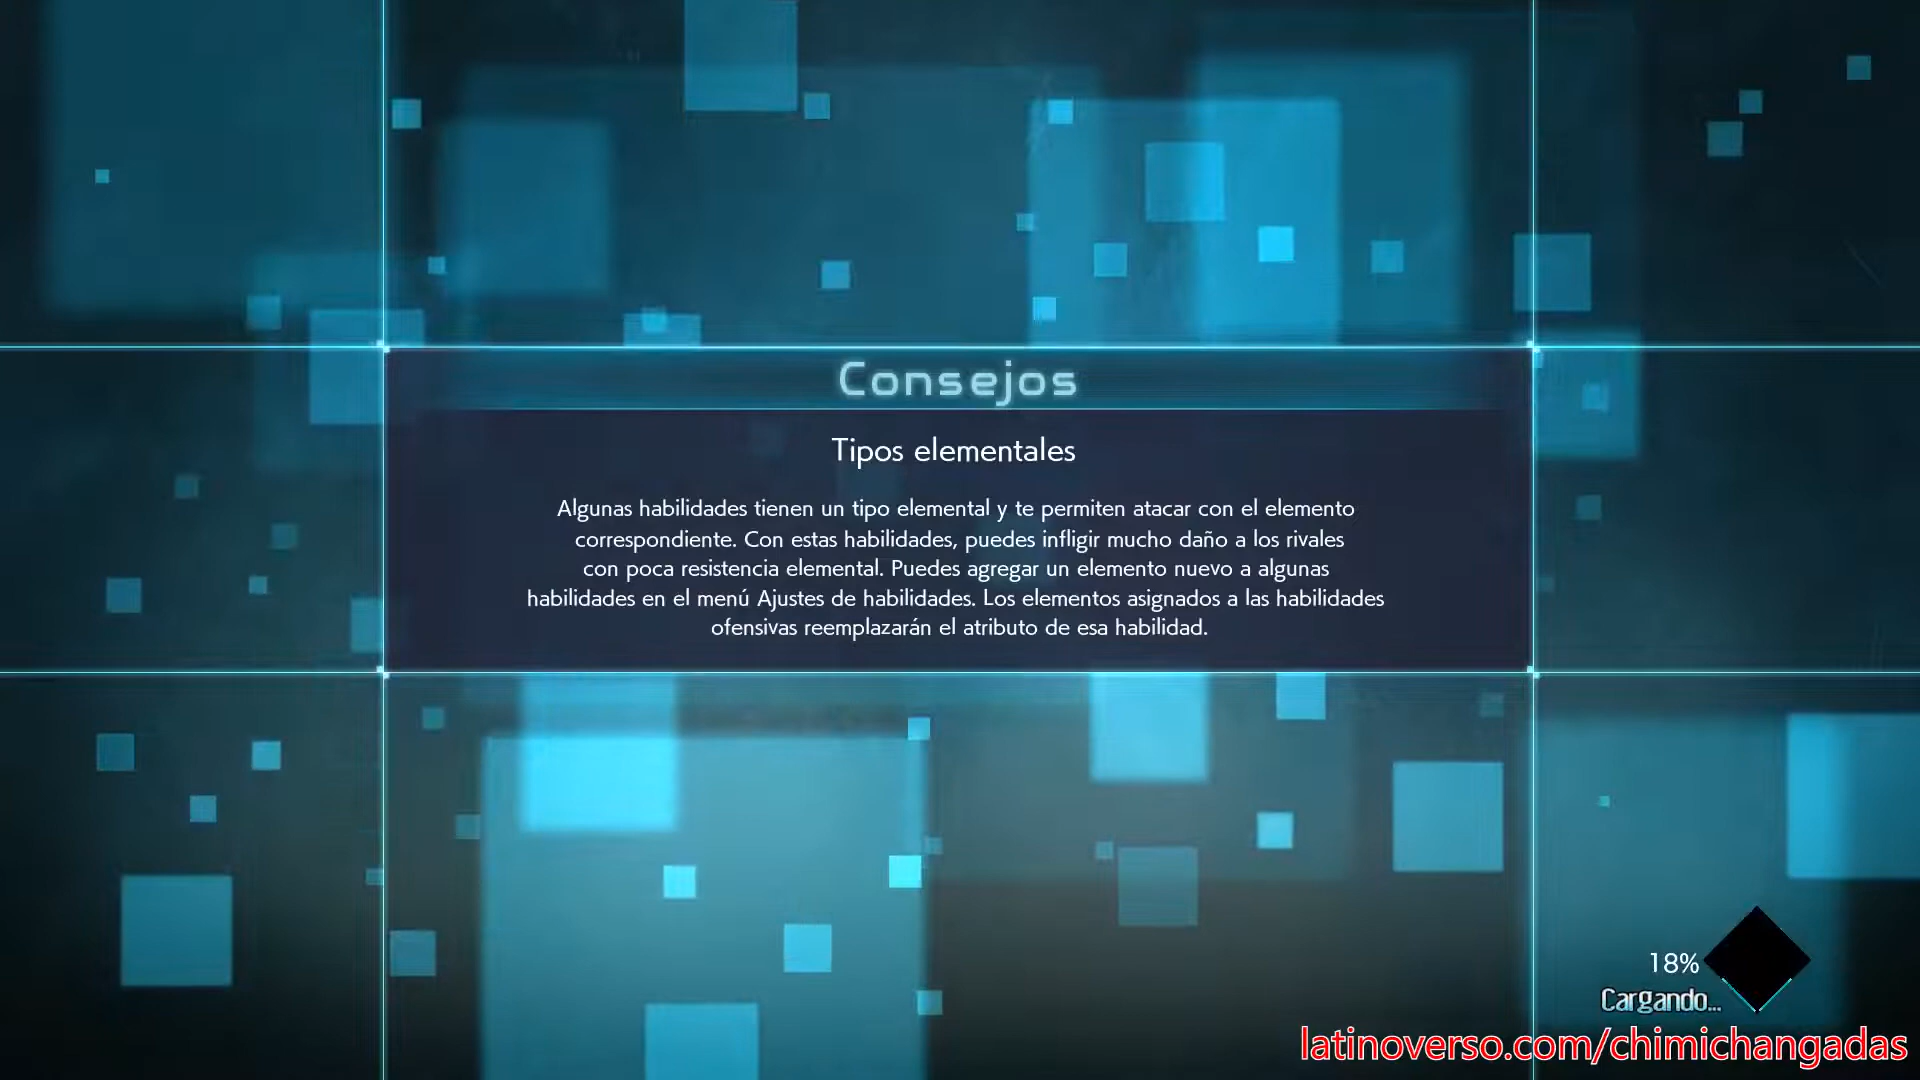 Consejos
Tipos elementales
Algunas habilidades tienen un tipo elemental y te permiten atacar con el elemento
correspondiente. Con estas habilidades, puedes infligir mucho daño a los rivales
con poca resistencia elemental. Puedes agregar un elemento nuevo a algunas
habilidades en el menú Ajustes de habilidades. Los elementos asignados a las habilidades
ofensivas reemplazarán el atributo de esa habilidad.
18%
Cargando...
latinoverso.com/chimichangadas